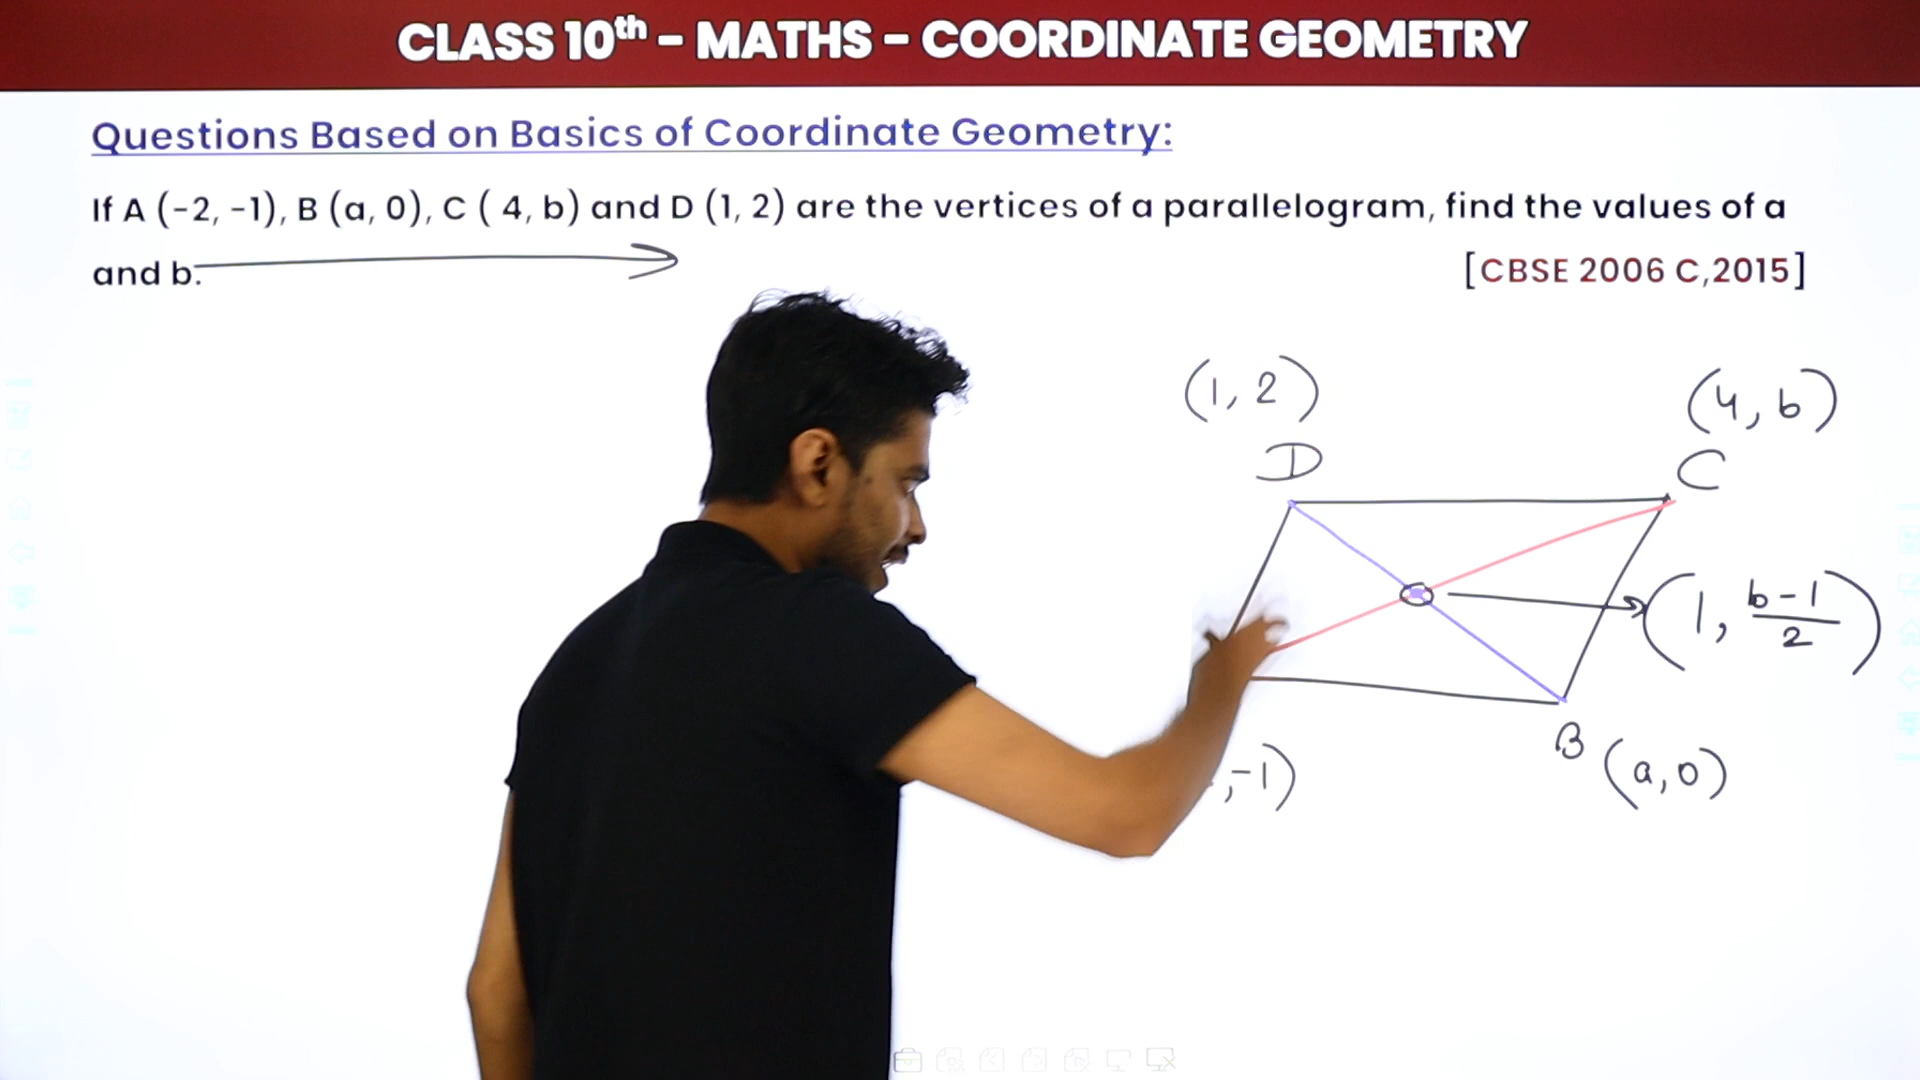 CLASS 10th - MATHS - COORDINATE GEOMETRY
Questions Based on Basics of Coordinate Geometry:
If A (-2, -1), B (a, 0), C ( 4, b) and D (1, 2) are the vertices of a parallelogram, find the values of a
and b.
[CBSE 2006 C,2015]
(1, 2)
(4, b)
D
C
(1, b-1/2)
B (a, 0)
, -1)